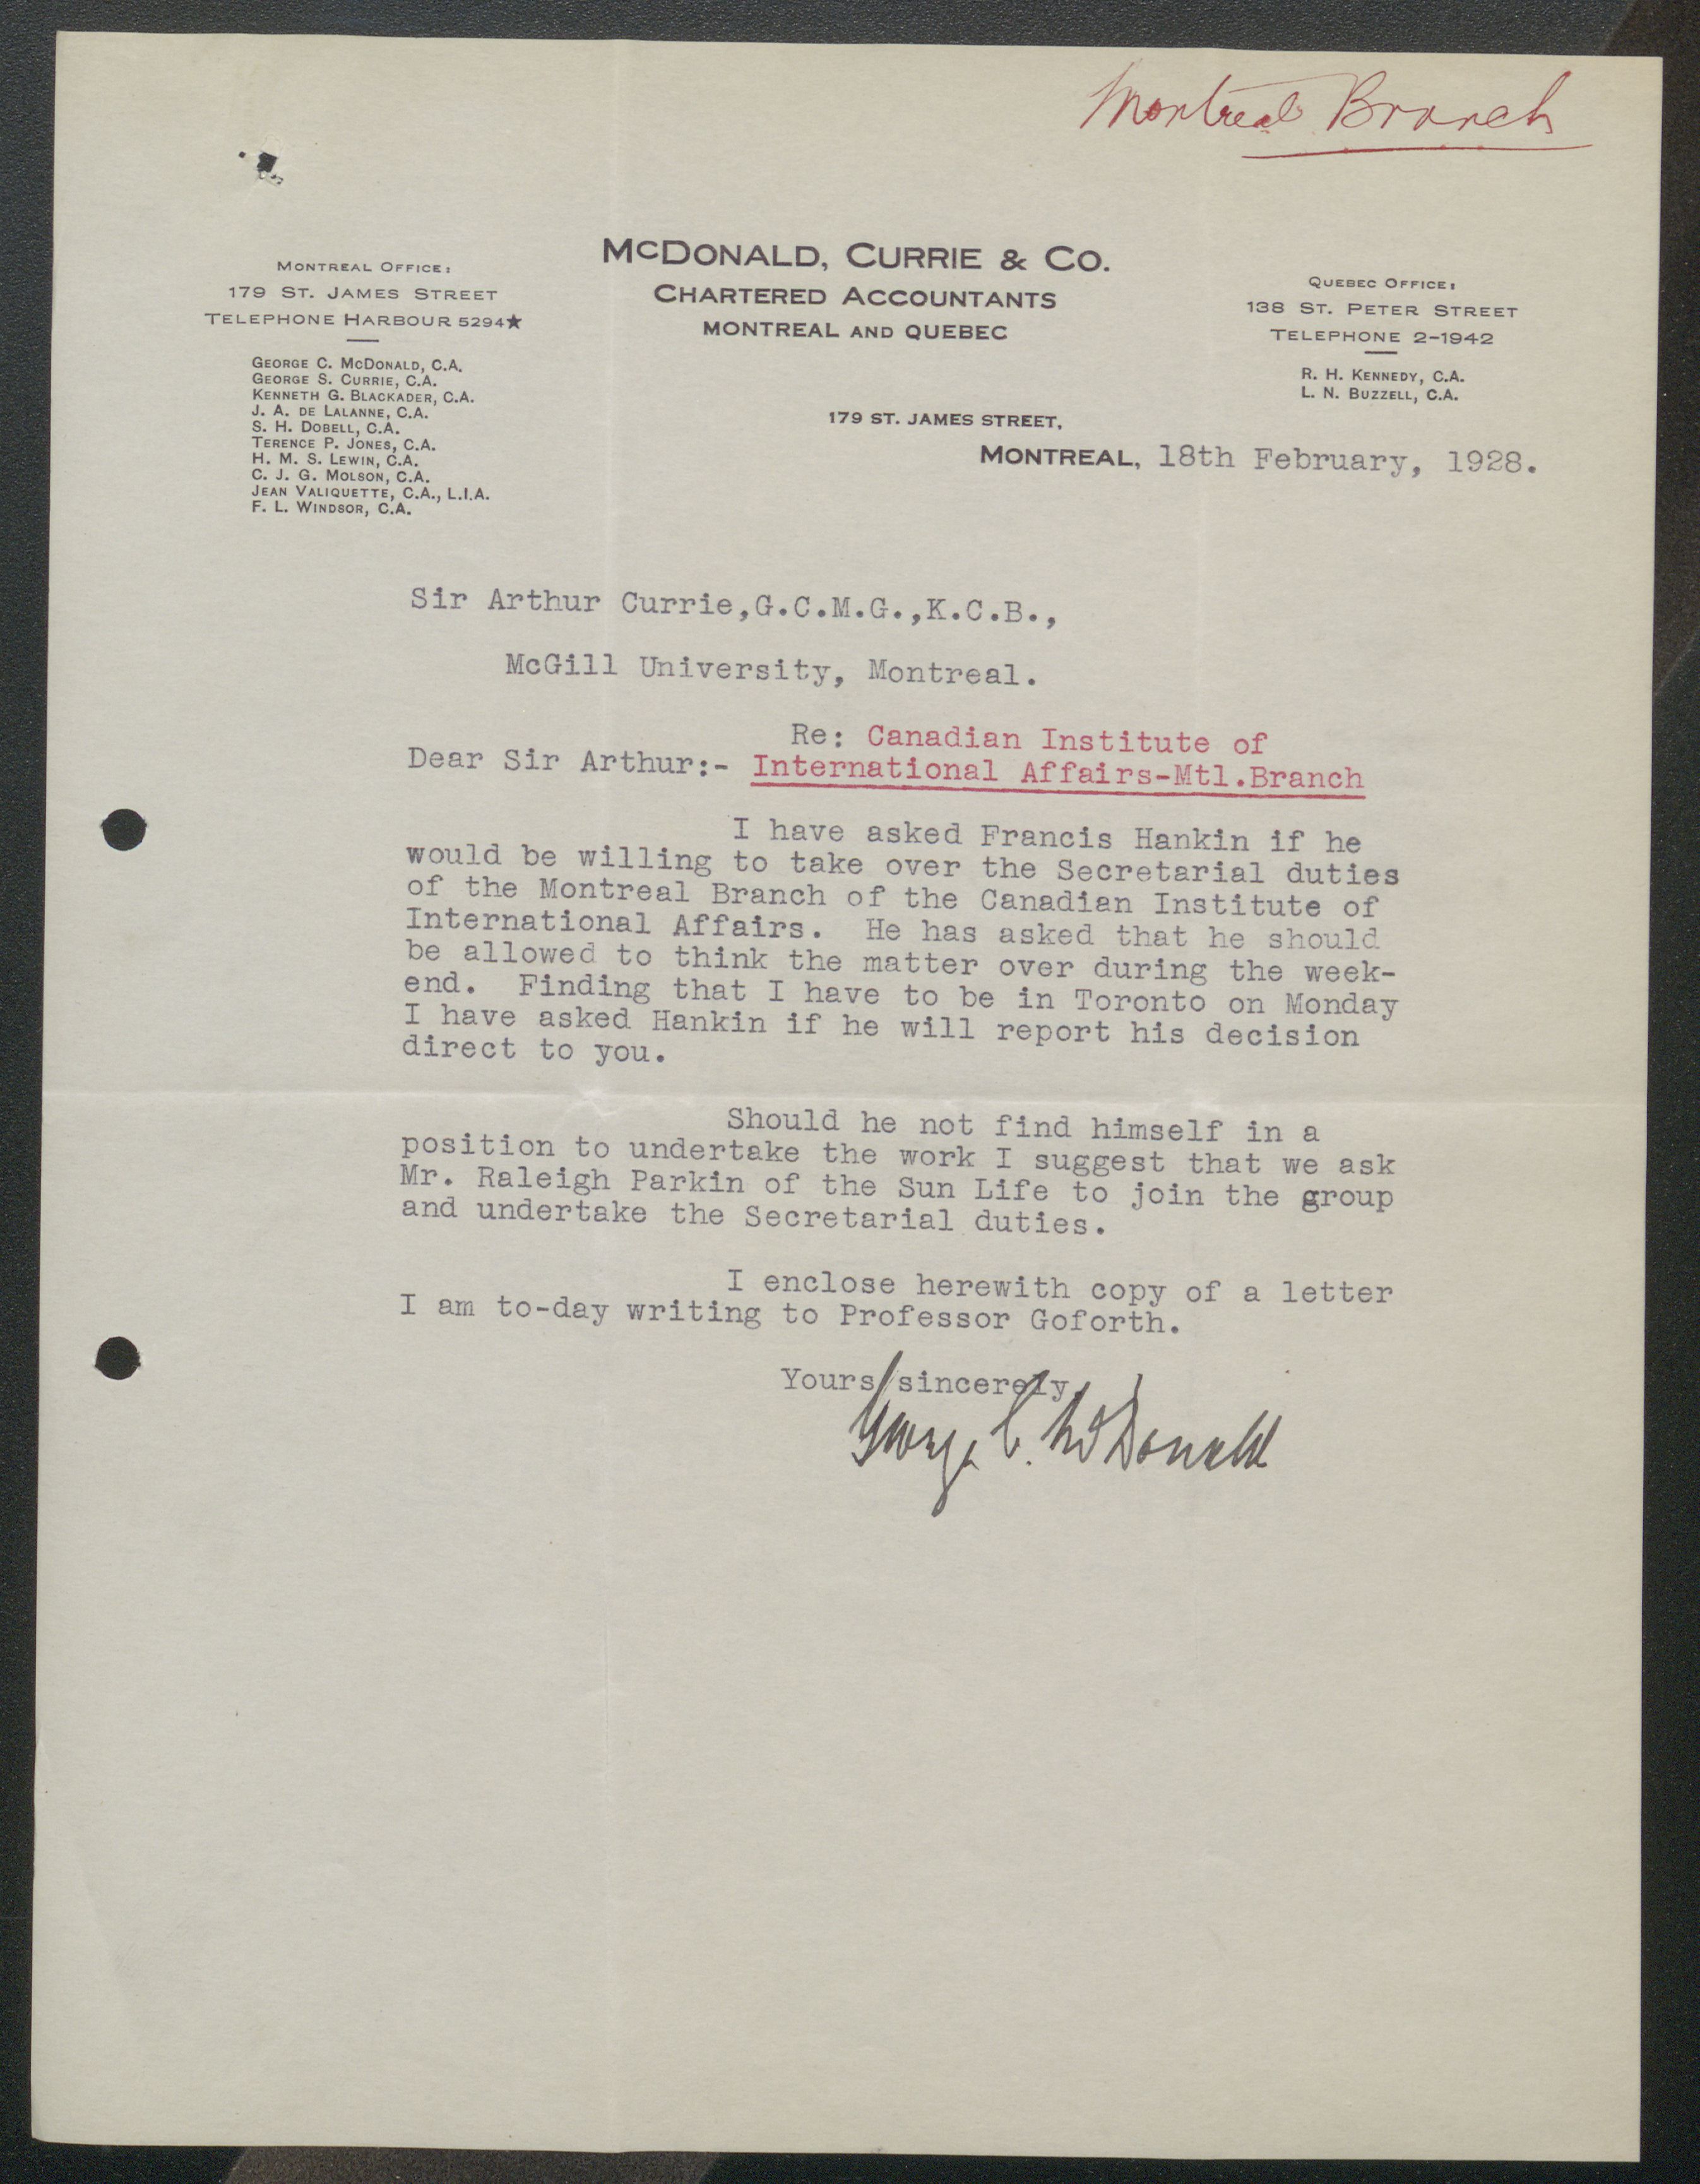 Montreal Branch
McDONALD, CURRIE & CO.
CHARTERED ACCOUNTANTS
MONTREAL AND QUEBEC
MONTREAL OFFICE:
179 ST. JAMES STREET
TELEPHONE HARBOUR 5294★
GEORGE C. McDONALD, C.A.
GEORGE S. CURRIE, C.A.
KENNETH G. BLACKADER, C.A.
J. A. DE LALANNE, C.A.
S. H. DOBELL, C.A.
TERENCE P. JONES, C.A.
H. M. S. LEWIN, C.A.
C. J. G. MOLSON, C.A.
JEAN VALIQUETTE, C.A., L.I.A.
F. L. WINDSOR, C.A.
QUEBEC OFFICE:
138 ST. PETER STREET
TELEPHONE 2-1942
R. H. KENNEDY, C.A.
L. N. BUZZELL, C.A.
179 ST. JAMES STREET,
MONTREAL, 18th February, 1928.
Sir Arthur Currie,G.C.M.G.,K.C.B.,
McGill University, Montreal.
Re: Canadian Institute of
Dear Sir Arthur:- International Affairs-Mtl.Branch
I have asked Francis Hankin if he
would be willing to take over the Secretarial duties
of the Montreal Branch of the Canadian Institute of
International Affairs. He has asked that he should
be allowed to think the matter over during the week-
end. Finding that I have to be in Toronto on Monday
I have asked Hankin if he will report his decision
direct to you.
Should he not find himself in a
position to undertake the work I suggest that we ask
Mr. Raleigh Parkin of the Sun Life to join the group
and undertake the Secretarial duties.
I enclose herewith copy of a letter
I am to-day writing to Professor Goforth.
Yours sincerely,
George C. McDonald